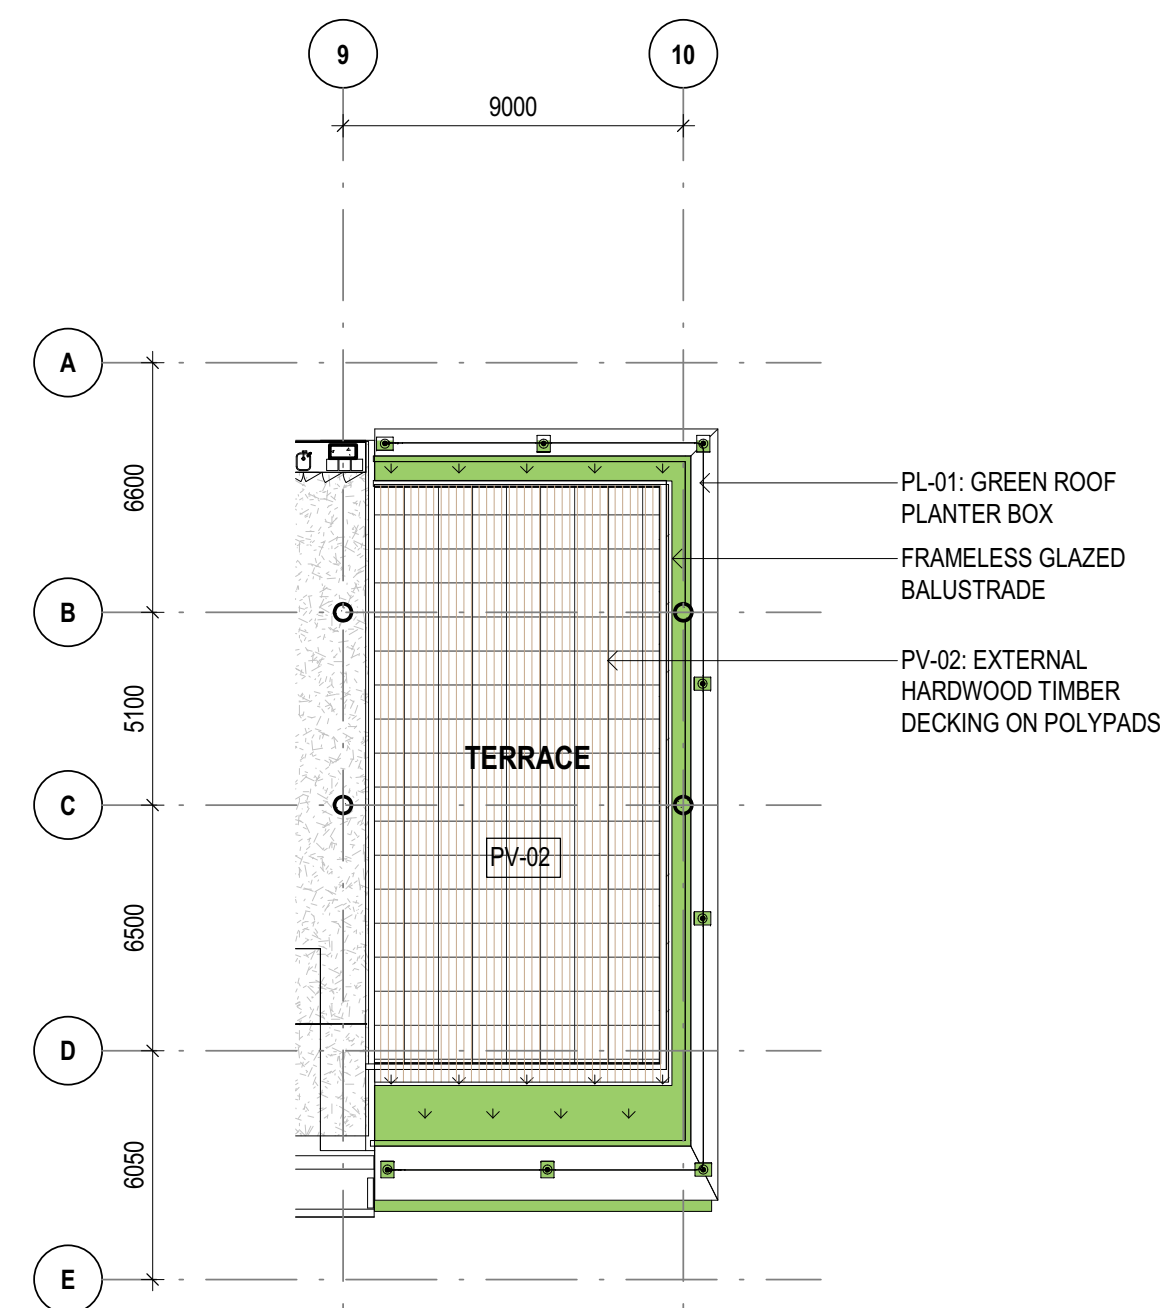 9
10
9000
A
6600
PL-01: GREEN ROOF
PLANTER BOX
FRAMELESS GLAZED
BALUSTRADE
B
PV-02: EXTERNAL
HARDWOOD TIMBER
DECKING ON POLYPADS
5100
TERRACE
C
PV-02
6500
D
6050
E